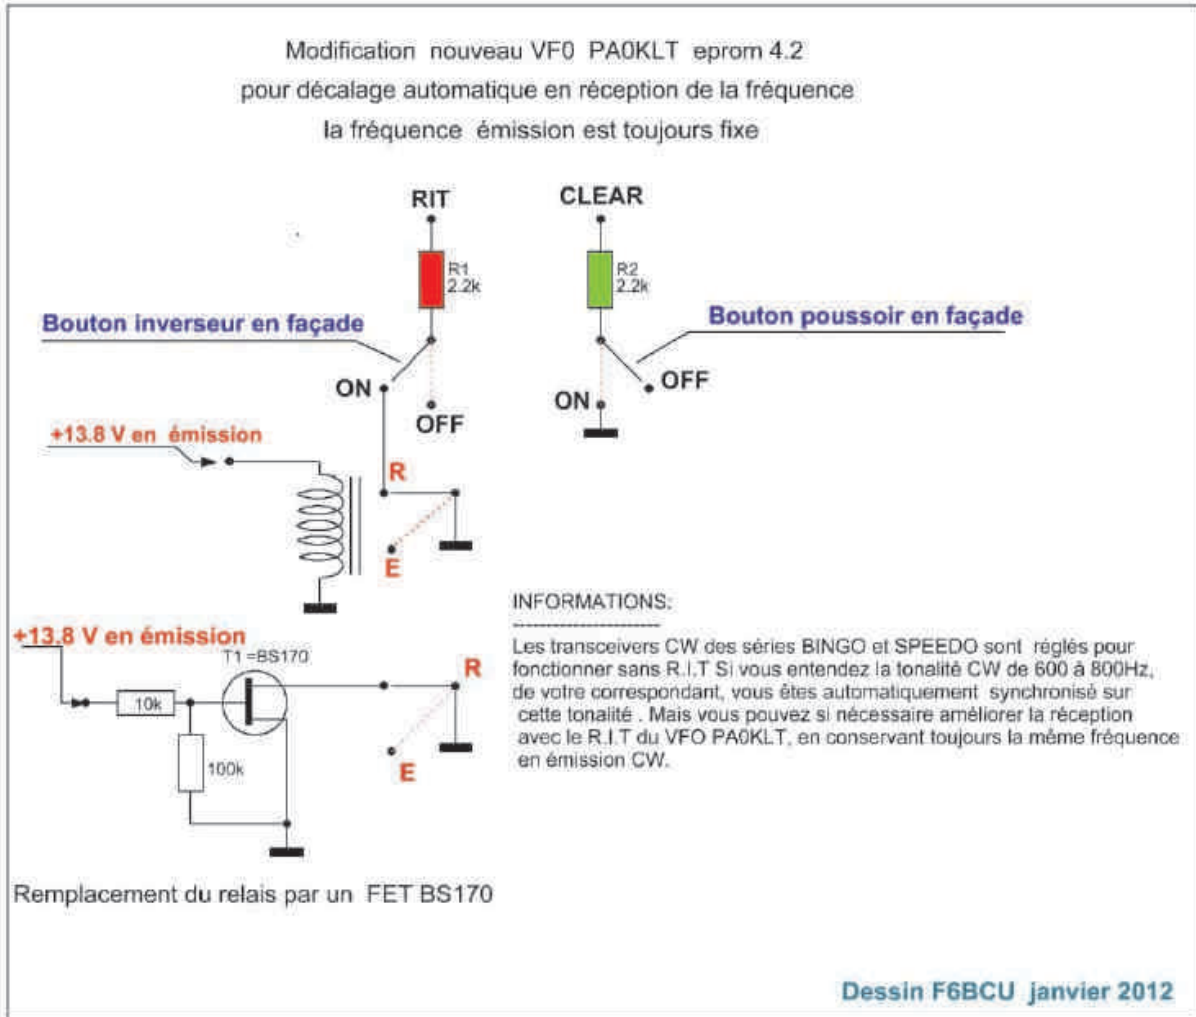 Modification nouveau VF0 PA0KLT eprom 4.2
pour décalage automatique en réception de la fréquence
la fréquence émission est toujours fixe
RIT
CLEAR
R1
2.2k
R2
2.2k
Bouton inverseur en façade
Bouton poussoir en façade
ON
OFF
ON
OFF
+13.8 V en émission
R
E
INFORMATIONS:
----------------------
Les transceivers CW des séries BINGO et SPEEDO sont réglés pour
fonctionner sans R.I.T Si vous entendez la tonalité CW de 600 à 800Hz,
de votre correspondant, vous êtes automatiquement synchronisé sur
cette tonalité . Mais vous pouvez si nécessaire améliorer la réception
avec le R.I.T du VFO PA0KLT, en conservant toujours la même fréquence
en émission CW.
+13.8 V en émission
T1 =BS170
10k
100k
R
E
Remplacement du relais par un FET BS170
Dessin F6BCU janvier 2012